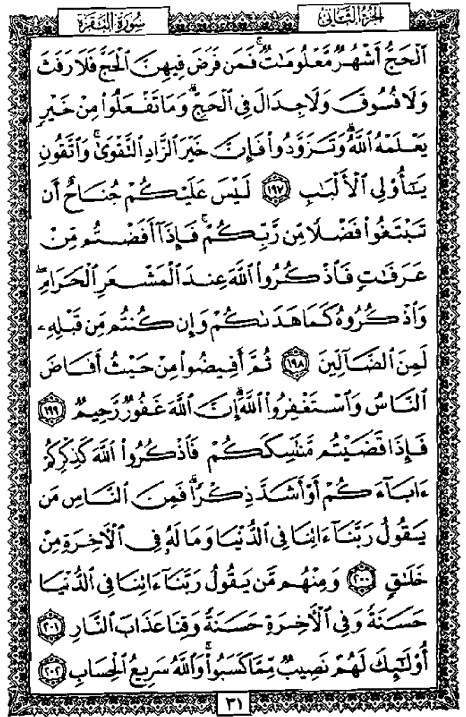 الجزء الثاني
سورة البقرة
ٱلْحَجُّ أَشْهُرٌ مَّعْلُومَٰتٌ ۚ فَمَن فَرَضَ فِيهِنَّ ٱلْحَجَّ فَلَا رَفَثَ
وَلَا فُسُوقَ وَلَا جِدَالَ فِى ٱلْحَجِّ ۗ وَمَا تَفْعَلُوا۟ مِنْ خَيْرٍ
يَعْلَمْهُ ٱللَّهُ ۗ وَتَزَوَّدُوا۟ فَإِنَّ خَيْرَ ٱلزَّادِ ٱلتَّقْوَىٰ ۚ وَٱتَّقُونِ
يَٰٓأُو۟لِى ٱلْأَلْبَٰبِ ﴿١٩٧﴾ لَيْسَ عَلَيْكُمْ جُنَاحٌ أَن
تَبْتَغُوا۟ فَضْلًا مِّن رَّبِّكُمْ ۚ فَإِذَآ أَفَضْتُم مِّنْ
عَرَفَٰتٍ فَٱذْكُرُوا۟ ٱللَّهَ عِندَ ٱلْمَشْعَرِ ٱلْحَرَامِ ۖ
وَٱذْكُرُوهُ كَمَا هَدَىٰكُمْ وَإِن كُنتُم مِّن قَبْلِهِۦ
لَمِنَ ٱلضَّآلِّينَ ﴿١٩٨﴾ ثُمَّ أَفِيضُوا۟ مِنْ حَيْثُ أَفَاضَ
ٱلنَّاسُ وَٱسْتَغْفِرُوا۟ ٱللَّهَ ۚ إِنَّ ٱللَّهَ غَفُورٌ رَّحِيمٌ ﴿١٩٩﴾
فَإِذَا قَضَيْتُم مَّنَٰسِكَكُمْ فَٱذْكُرُوا۟ ٱللَّهَ كَذِكْرِكُمْ
ءَابَآءَكُمْ أَوْ أَشَدَّ ذِكْرًا ۗ فَمِنَ ٱلنَّاسِ مَن
يَقُولُ رَبَّنَآ ءَاتِنَا فِى ٱلدُّنْيَا وَمَا لَهُۥ فِى ٱلْءَاخِرَةِ مِنْ
خَلَٰقٍ ﴿٢٠٠﴾ وَمِنْهُم مَّن يَقُولُ رَبَّنَآ ءَاتِنَا فِى ٱلدُّنْيَا
حَسَنَةً وَفِى ٱلْءَاخِرَةِ حَسَنَةً وَقِنَا عَذَابَ ٱلنَّارِ ﴿٢٠١﴾
أُو۟لَٰٓئِكَ لَهُمْ نَصِيبٌ مِّمَّا كَسَبُوا۟ ۚ وَٱللَّهُ سَرِيعُ ٱلْحِسَابِ ﴿٢٠٢﴾
٣١